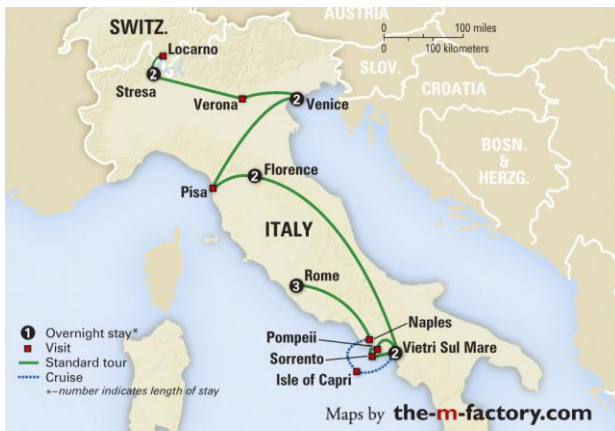 AUSTRIA
SWITZ.
Locarno
0 100 miles
0 100 kilometers
SLOV.
CROATIA
2
Stresa
Verona
2
Venice
BOSN.
&
HERZG.
2
Florence
Pisa
ITALY
Rome
3
Naples
Pompeii
Sorrento
2
Vietri Sul Mare
Isle of Capri
1 Overnight stay*
Visit
Standard tour
Cruise
*–number indicates length of stay
Maps by the-m-factory.com